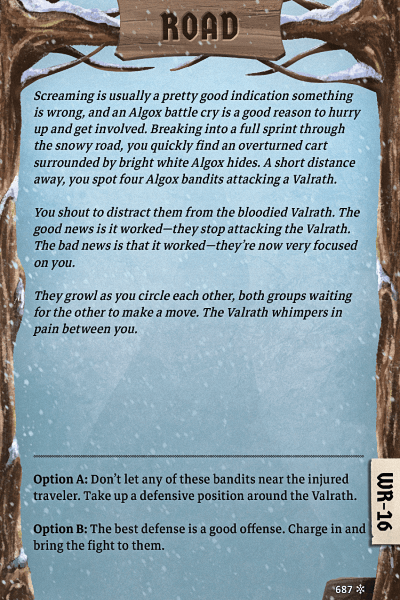 ROAD
Screaming is usually a pretty good indication something
is wrong, and an Algox battle cry is a good reason to hurry
up and get involved. Breaking into a full sprint through
the snowy road, you quickly find an overturned cart
surrounded by bright white Algox hides. A short distance
away, you spot four Algox bandits attacking a Valrath.
You shout to distract them from the bloodied Valrath. The
good news is it worked—they stop attacking the Valrath.
The bad news is that it worked—they're now very focused
on you.
They growl as you circle each other, both groups waiting
for the other to make a move. The Valrath whimpers in
pain between you.
Option A: Don't let any of these bandits near the injured
traveler. Take up a defensive position around the Valrath.
Option B: The best defense is a good offense. Charge in and
bring the fight to them.
WR-16
687